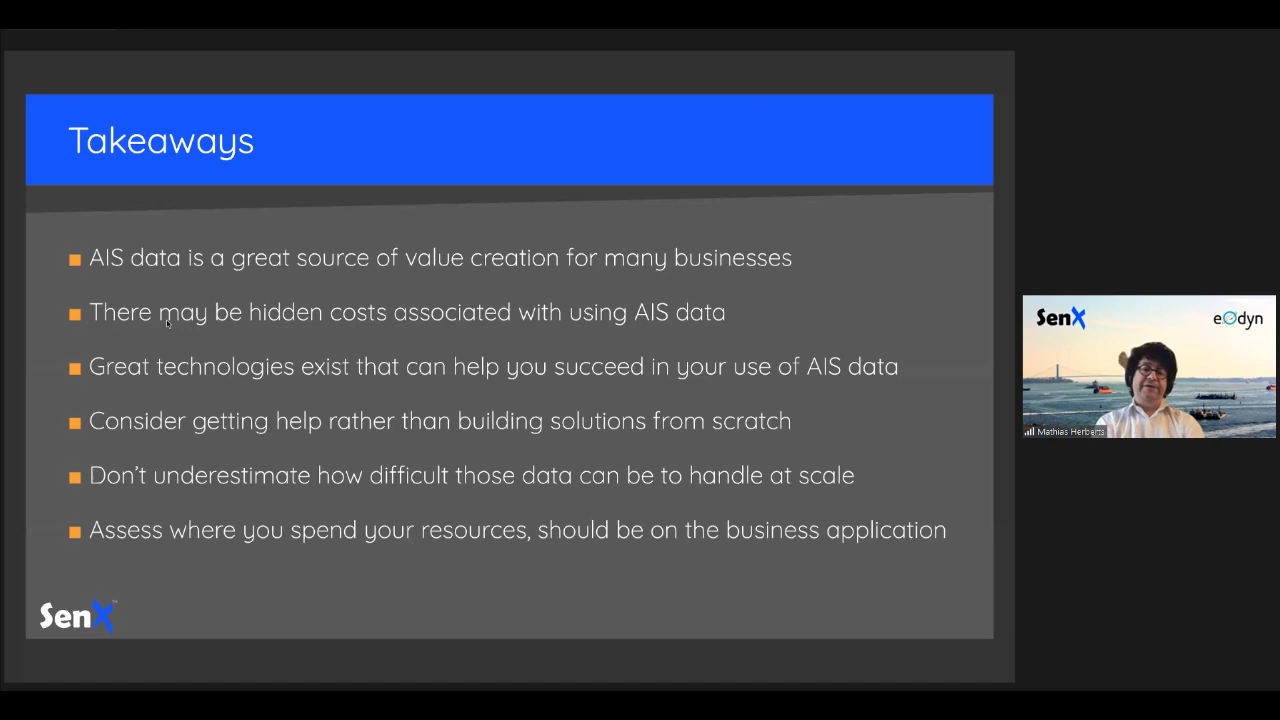 Takeaways
AIS data is a great source of value creation for many businesses
There may be hidden costs associated with using AIS data
Great technologies exist that can help you succeed in your use of AIS data
Consider getting help rather than building solutions from scratch
Don't underestimate how difficult those data can be to handle at scale
Assess where you spend your resources, should be on the business application
SenX™
SenX
eOdyn
Mathias Herberts